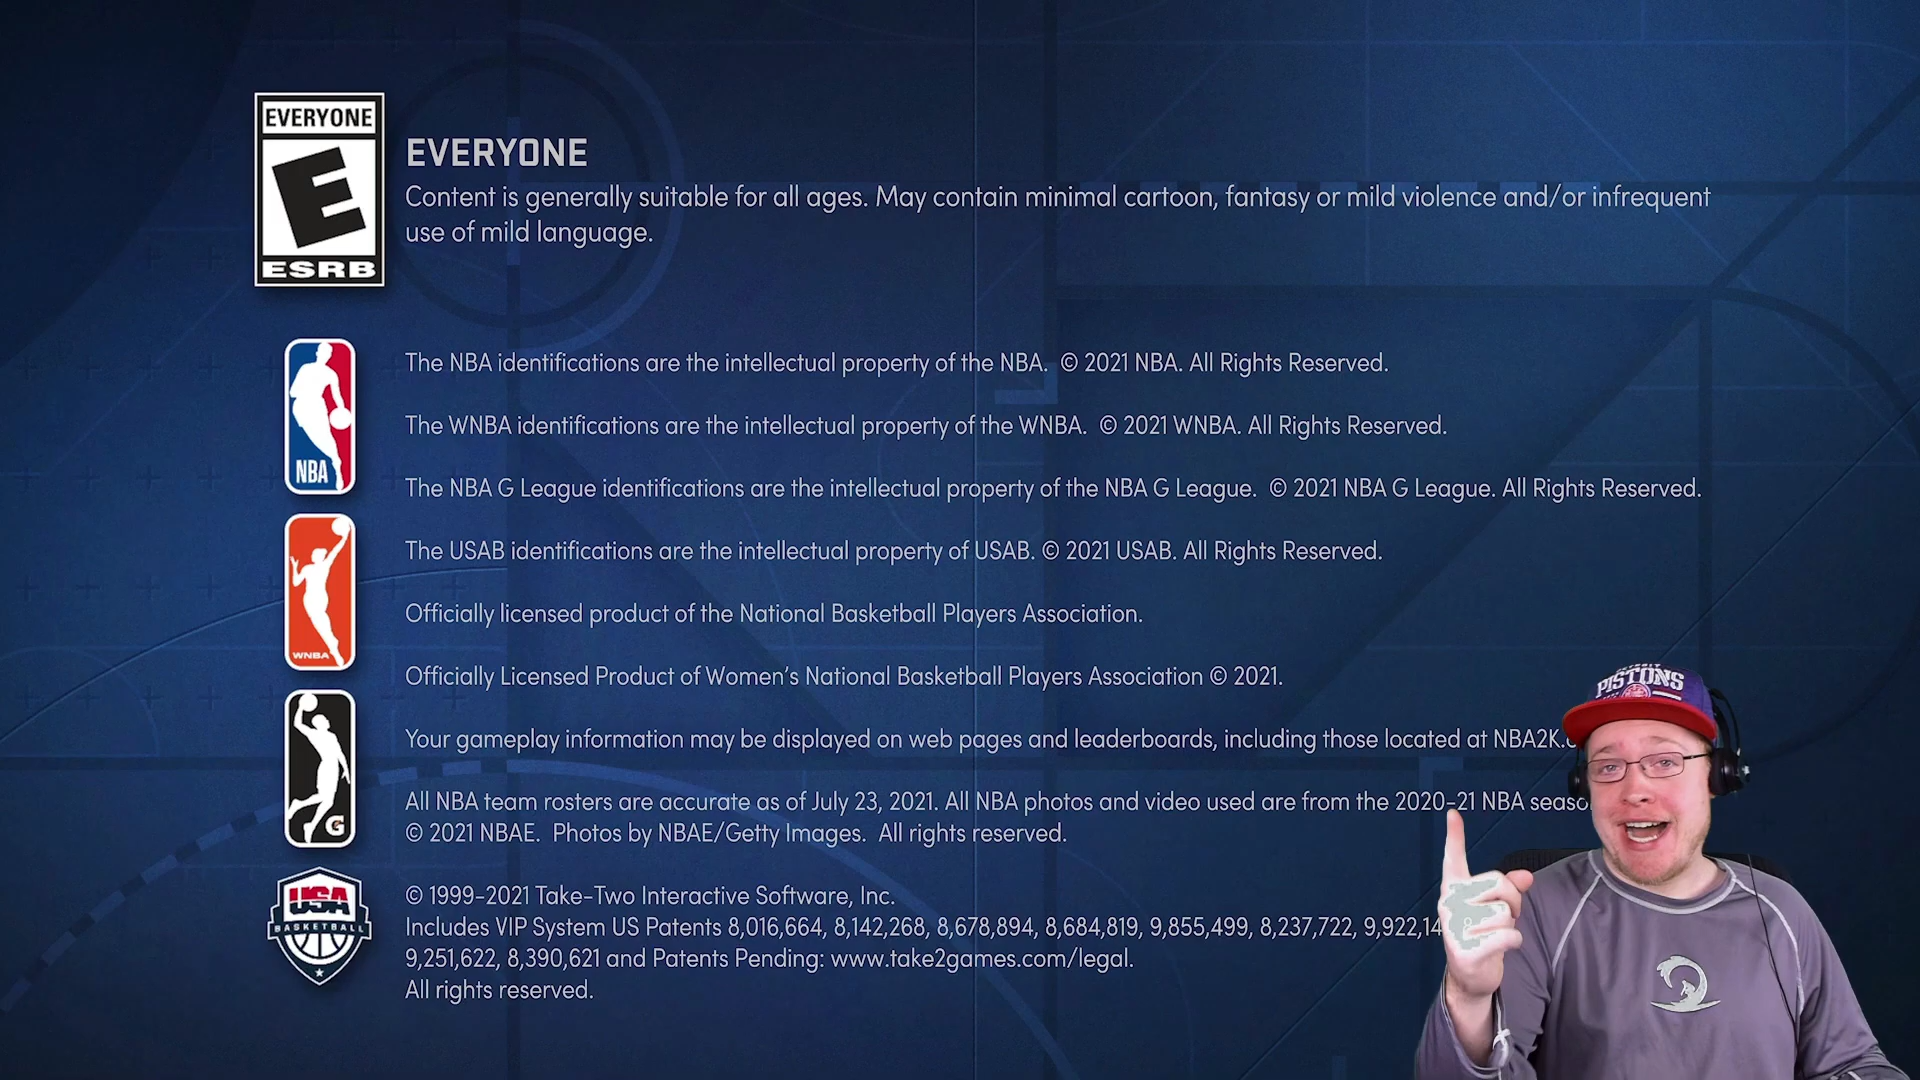 EVERYONE
E
ESRB
EVERYONE
Content is generally suitable for all ages. May contain minimal cartoon, fantasy or mild violence and/or infrequent
use of mild language.
NBA
The NBA identifications are the intellectual property of the NBA. © 2021 NBA. All Rights Reserved.
The WNBA identifications are the intellectual property of the WNBA. © 2021 WNBA. All Rights Reserved.
The NBA G League identifications are the intellectual property of the NBA G League. © 2021 NBA G League. All Rights Reserved.
WNBA
The USAB identifications are the intellectual property of USAB. © 2021 USAB. All Rights Reserved.
Officially licensed product of the National Basketball Players Association.
Officially Licensed Product of Women's National Basketball Players Association © 2021.
G
Your gameplay information may be displayed on web pages and leaderboards, including those located at
All NBA team rosters are accurate as of July 23, 2021. All NBA photos and video used are from the 2020-21 NBA
© 2021 NBAE. Photos by NBAE/Getty Images. All rights reserved.
USA
BASKETBALL
© 1999-2021 Take-Two Interactive Software, Inc.
Includes VIP System US Patents 8,016,664, 8,142,268, 8,678,894, 8,684,819, 9,855,499, 8,237,722,
9,251,622, 8,390,621 and Patents Pending: www.take2games.com/legal.
All rights reserved.
PISTONS